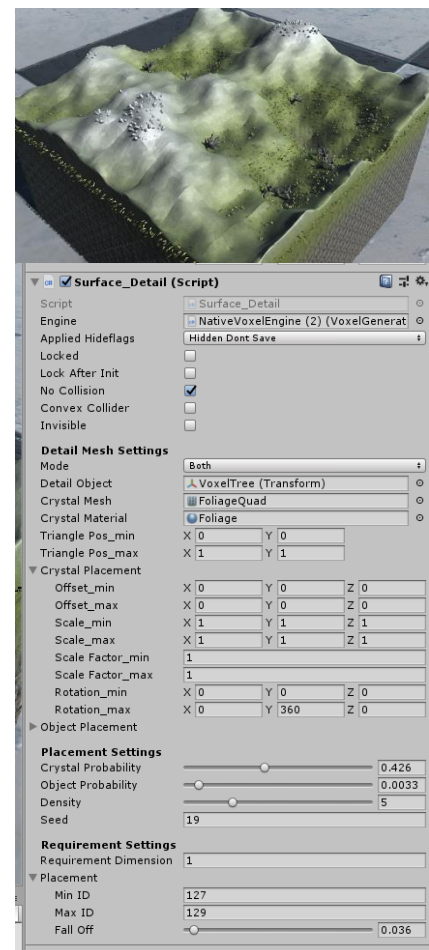 Surface_Detail (Script)
Script Surface_Detail
Engine NativeVoxelEngine (2) (VoxelGenerat
Applied Hideflags Hidden Dont Save
Locked
Lock After Init
No Collision
Convex Collider
Invisible
Detail Mesh Settings
Mode Both
Detail Object VoxelTree (Transform)
Crystal Mesh FoliageQuad
Crystal Material Foliage
Triangle Pos_min X 0 Y 0
Triangle Pos_max X 1 Y 1
Crystal Placement
Offset_min X 0 Y 0 Z 0
Offset_max X 0 Y 0 Z 0
Scale_min X 1 Y 1 Z 1
Scale_max X 1 Y 1 Z 1
Scale Factor_min 1
Scale Factor_max 1
Rotation_min X 0 Y 0 Z 0
Rotation_max X 0 Y 360 Z 0
Object Placement
Placement Settings
Crystal Probability 0.426
Object Probability 0.0033
Density 5
Seed 19
Requirement Settings
Requirement Dimension 1
Placement
Min ID 127
Max ID 129
Fall Off 0.036